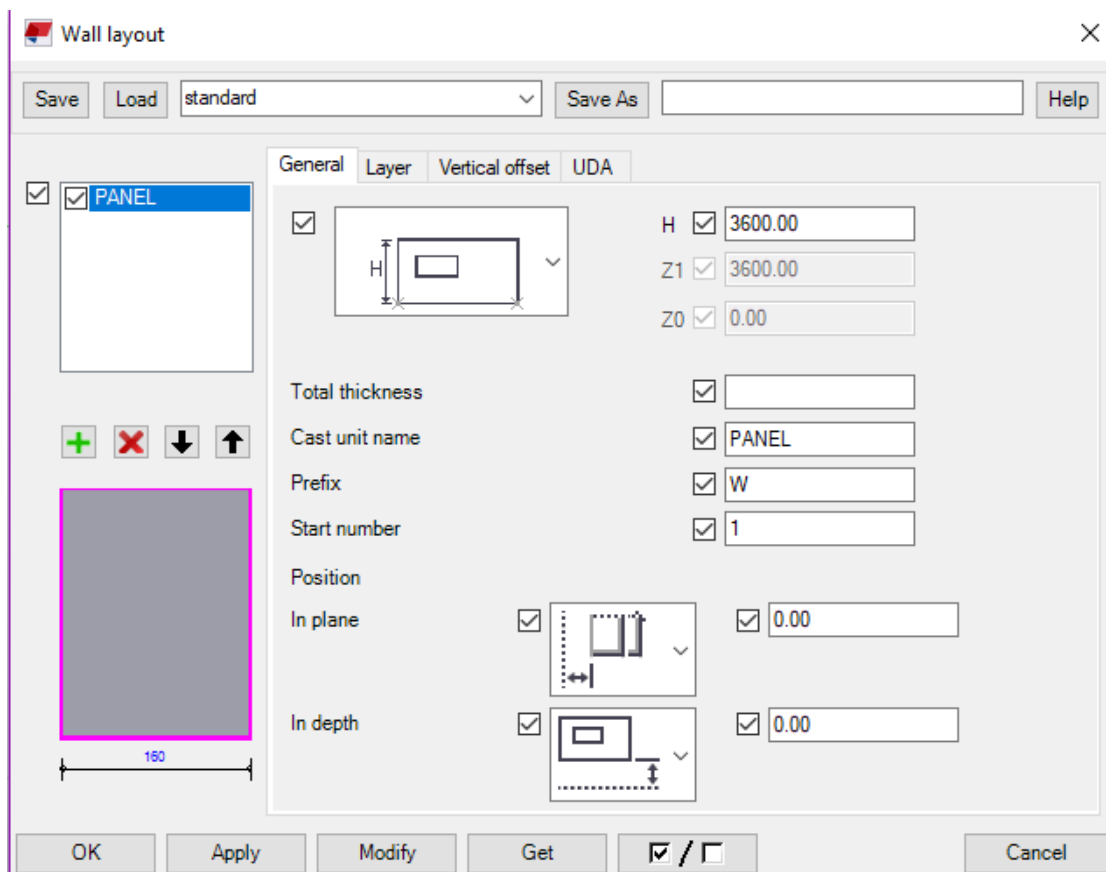 Wall layout
Save Load standard Save As Help
General Layer Vertical offset UDA
PANEL
H H 3600.00
Z1 3600.00
Z0 0.00
Total thickness
Cast unit name PANEL
Prefix W
Start number 1
Position
In plane 0.00
In depth 0.00
160
OK Apply Modify Get / Cancel